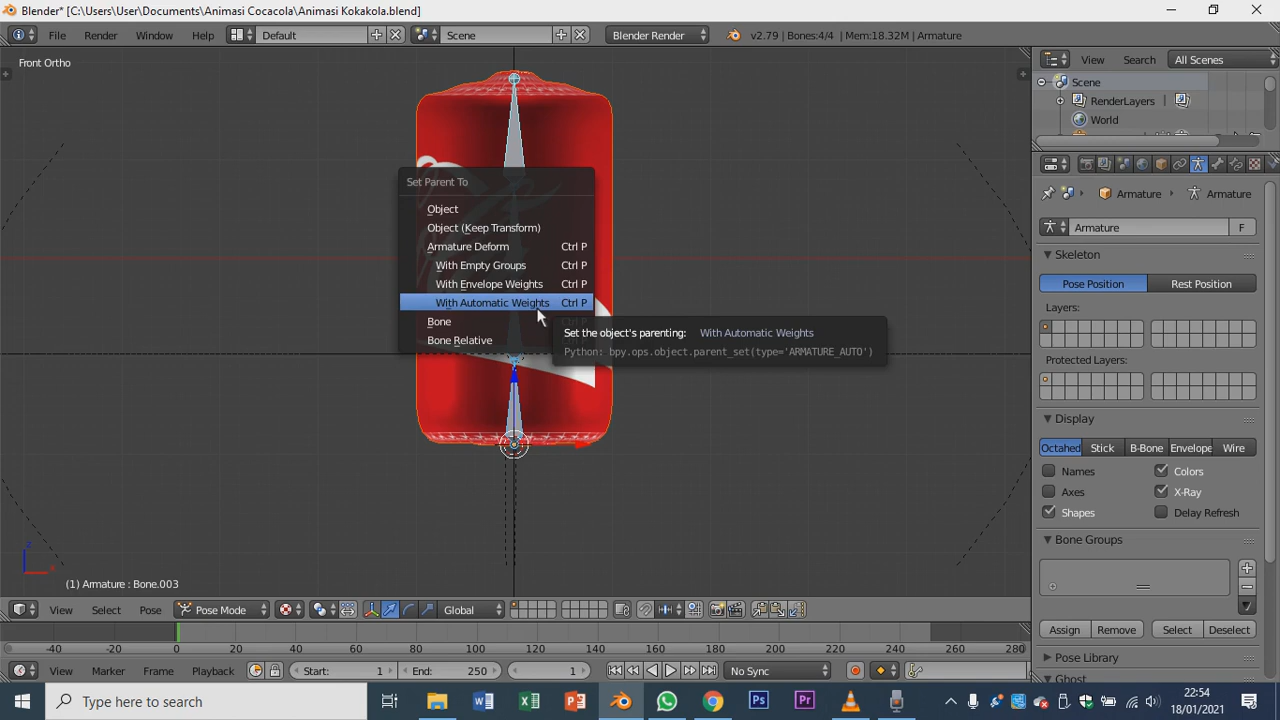 Blender* [C:\Users\User\Documents\Animasi Cocacola\Animasi Kokakola.blend]
File Render Window Help Default Scene Blender Render v2.79 | Bones:4/4 | Mem:18.32M | Armature
Front Ortho
Set Parent To
Object
Object (Keep Transform)
Armature Deform Ctrl P
With Empty Groups Ctrl P
With Envelope Weights Ctrl P
With Automatic Weights Ctrl P
Bone
Bone Relative
Set the object's parenting: With Automatic Weights
Python: bpy.ops.object.parent_set(type='ARMATURE_AUTO')
z
x
(1) Armature : Bone.003
View Select Pose Pose Mode Global
-40 -20 0 20 40 60 80 100 120 140 160 180 200 220 240 260 280
View Marker Frame Playback Start: 1 End: 250 1 No Sync
View Search All Scenes
Scene
RenderLayers
World
Armature Armature
Armature F
Skeleton
Pose Position Rest Position
Layers:
Protected Layers:
Display
Octahed Stick B-Bone Envelope Wire
Names Colors
Axes X-Ray
Shapes Delay Refresh
Bone Groups
Assign Remove Select Deselect
Pose Library
Ghost
Type here to search
22:54
18/01/2021